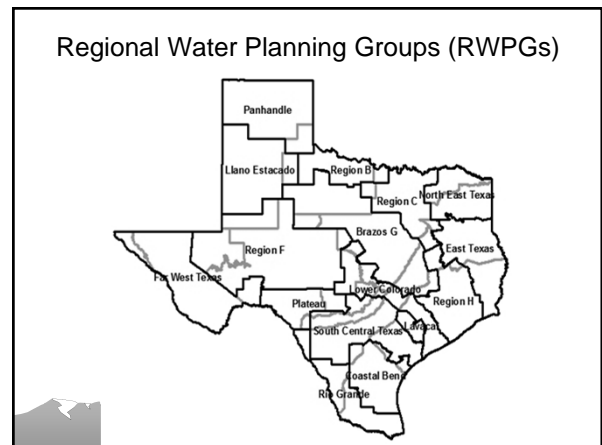 Regional Water Planning Groups (RWPGs)
Panhandle
Llano Estacado
Region B
Region C
North East Texas
Brazos G
East Texas
Region F
Far West Texas
Lower Colorado
Region H
Plateau
South Central Texas
Lavaca
Coastal Bend
Rio Grande